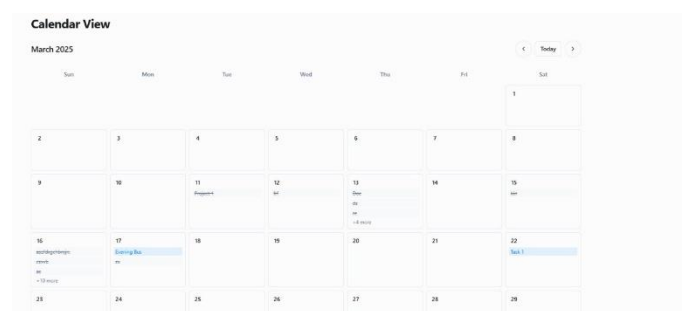 Calendar View
March 2025
Today
Sun Mon Tue Wed Thu Fri Sat
1
2 3 4 5 6 7 8
9 10 11 12 13 14 15
+8 more
16 17 18 19 20 21 22
Evening Bus Task 1
+10 more
23 24 25 26 27 28 29